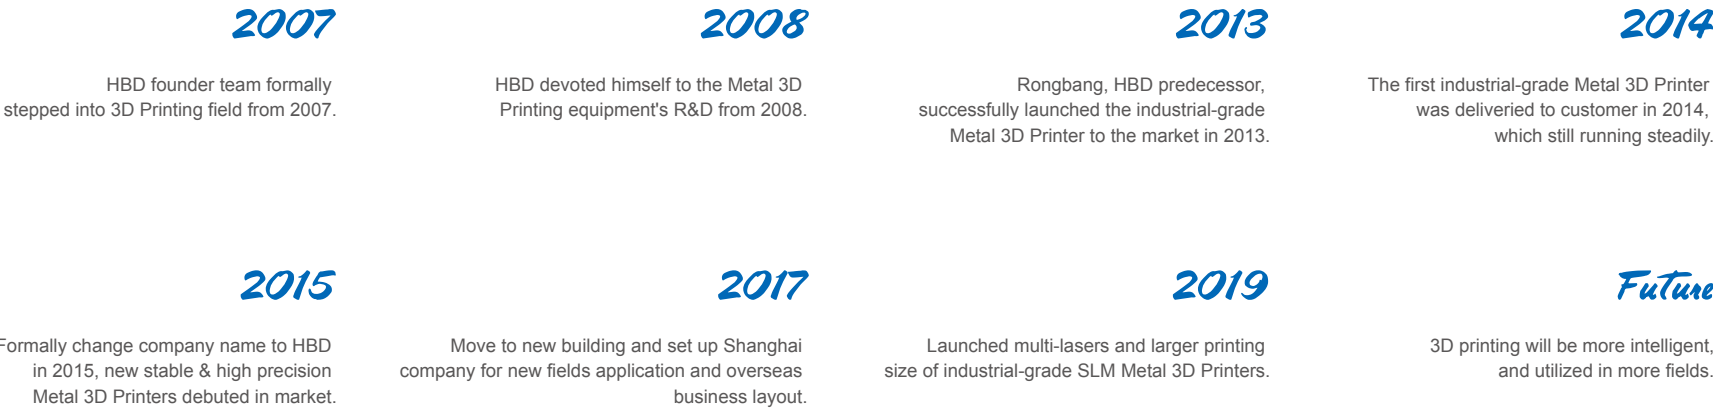 2007
HBD founder team formally
stepped into 3D Printing field from 2007.
2008
HBD devoted himself to the Metal 3D
Printing equipment's R&D from 2008.
2013
Rongbang, HBD predecessor,
successfully launched the industrial-grade
Metal 3D Printer to the market in 2013.
2014
The first industrial-grade Metal 3D Printer
was deliveried to customer in 2014,
which still running steadily.
2015
Formally change company name to HBD
in 2015, new stable & high precision
Metal 3D Printers debuted in market.
2017
Move to new building and set up Shanghai
company for new fields application and overseas
business layout.
2019
Launched multi-lasers and larger printing
size of industrial-grade SLM Metal 3D Printers.
Future
3D printing will be more intelligent,
and utilized in more fields.